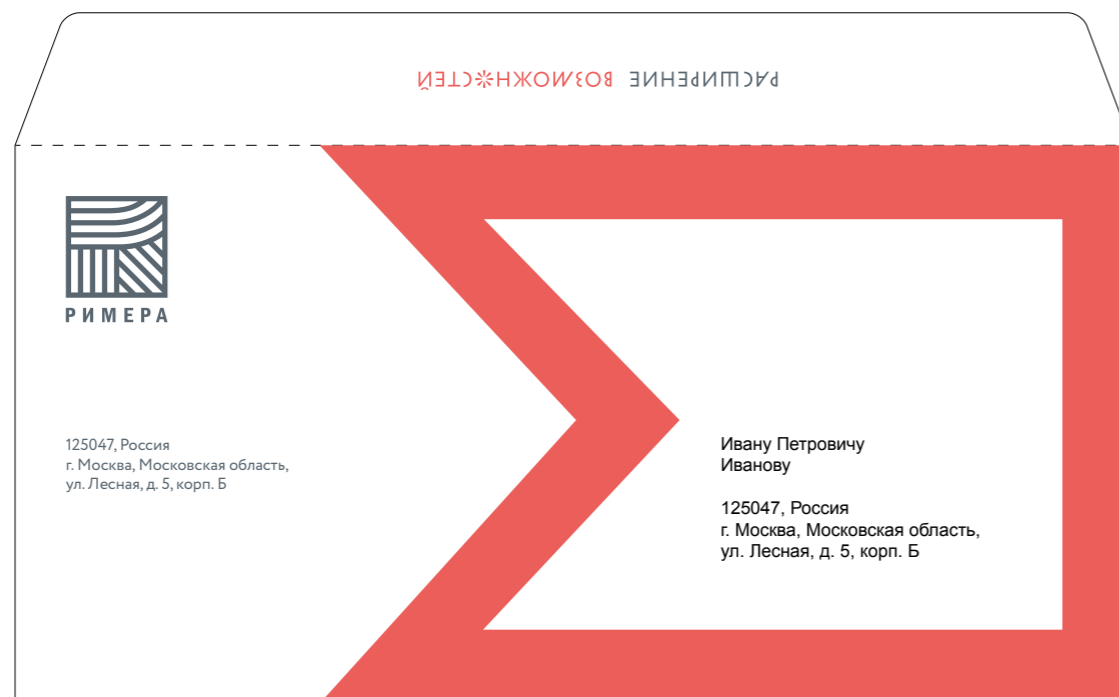 РАСШИРЕНИЕ ВОЗМОЖНОСТЕЙ
РИМЕРА
125047, Россия
г. Москва, Московская область,
ул. Лесная, д. 5, корп. Б
Ивану Петровичу
Иванову
125047, Россия
г. Москва, Московская область,
ул. Лесная, д. 5, корп. Б